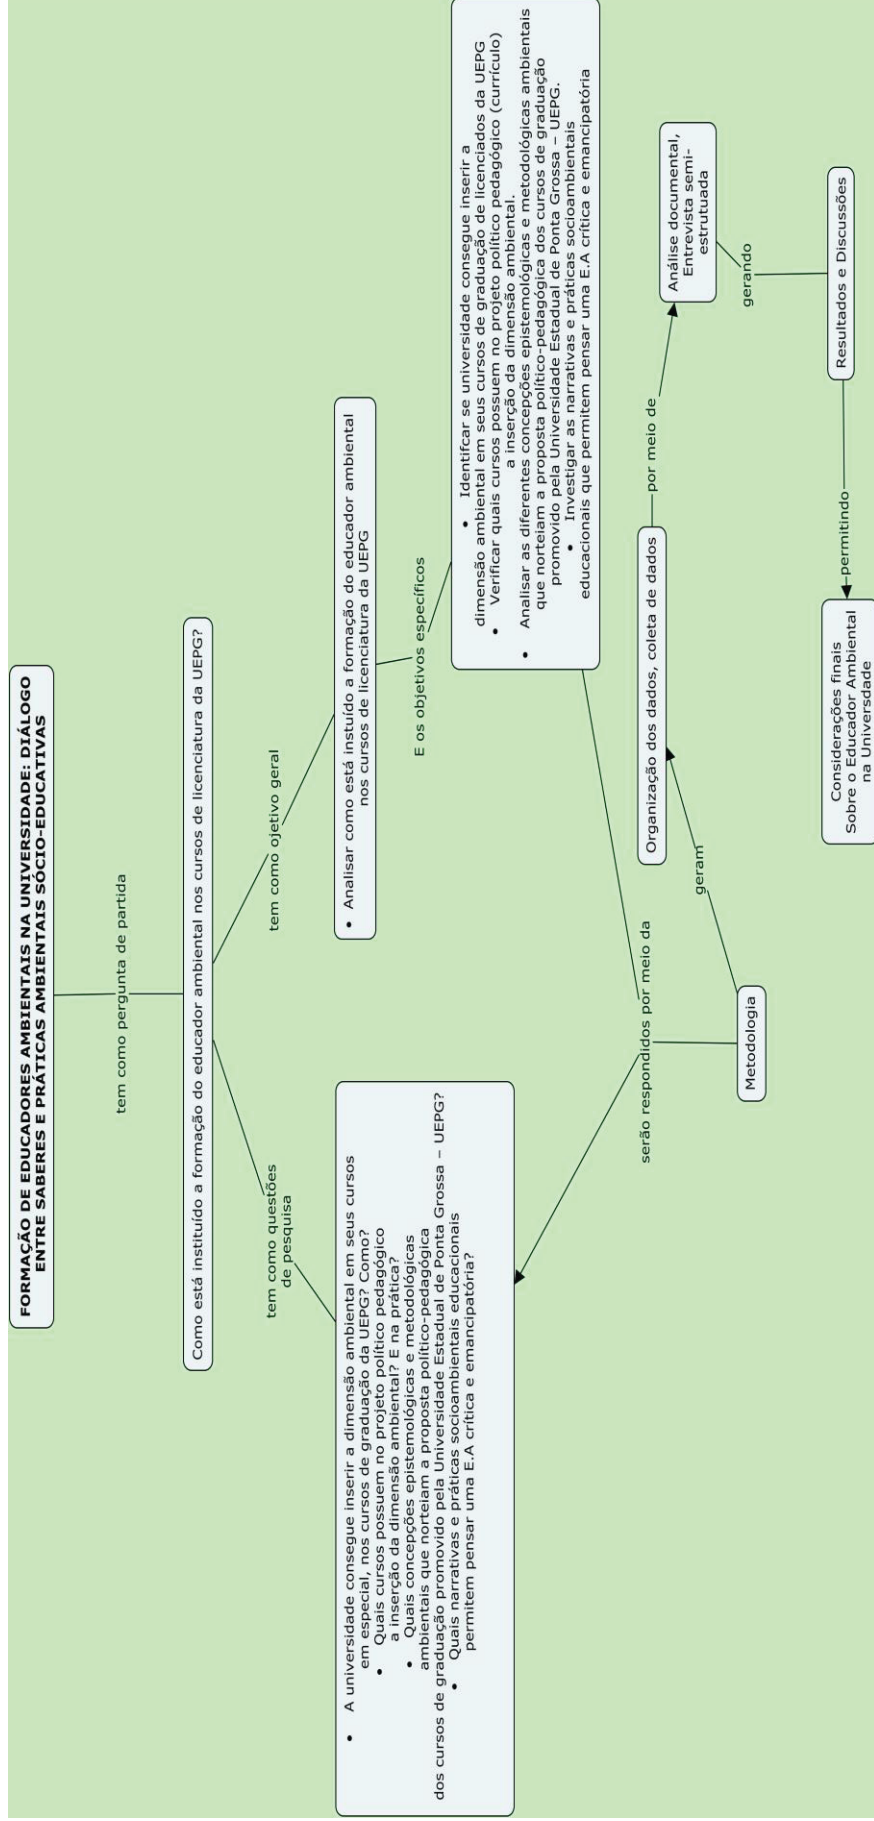 FORMAÇÃO DE EDUCADORES AMBIENTAIS NA UNIVERSIDADE: DIÁLOGO
ENTRE SABERES E PRÁTICAS AMBIENTAIS SÓCIO-EDUCATIVAS
tem como pergunta de partida
Como está instituído a formação do educador ambiental nos cursos de licenciatura da UEPG?
tem como questões
de pesquisa
tem como ojetivo geral
• A universidade consegue inserir a dimensão ambiental em seus cursos
em especial, nos cursos de graduação da UEPG? Como?
• Quais cursos possuem no projeto político pedagógico
a inserção da dimensão ambiental? E na prática?
• Quais concepções epistemológicas e metodológicas
ambientais que norteiam a proposta político-pedagógica
dos cursos de graduação promovido pela Universidade Estadual de Ponta Grossa – UEPG?
• Quais narrativas e práticas socioambientais educacionais
permitem pensar uma E.A crítica e emancipatória?
• Analisar como está instuído a formação do educador ambiental
nos cursos de licenciatura da UEPG
E os objetivos específicos
• Identifcar se universidade consegue inserir a
dimensão ambiental em seus cursos de graduação de licenciados da UEPG
• Verificar quais cursos possuem no projeto político pedagógico (currículo)
a inserção da dimensão ambiental.
• Analisar as diferentes concepções epistemológicas e metodológicas ambientais
que norteiam a proposta político-pedagógica dos cursos de graduação
promovido pela Universidade Estadual de Ponta Grossa – UEPG.
• Investigar as narrativas e práticas socioambientais
educacionais que permitem pensar uma E.A crítica e emancipatória
serão respondidos por meio da
Metodologia
geram
Organização dos dados, coleta de dados
por meio de
Análise documental,
Entrevista semi-
estrutuada
gerando
Resultados e Discussões
permitindo
Considerações finais
Sobre o Educador Ambiental
na Universdade